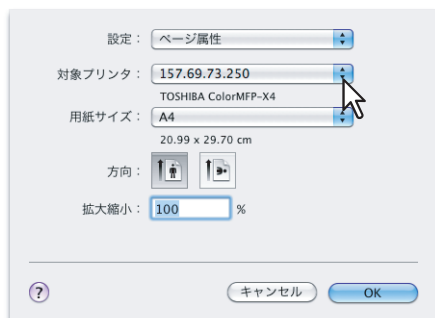 設定： ページ属性
対象プリンタ： 157.69.73.250
TOSHIBA ColorMFP-X4
用紙サイズ： A4
20.99 x 29.70 cm
方向：
拡大縮小： 100 %
? キャンセル OK